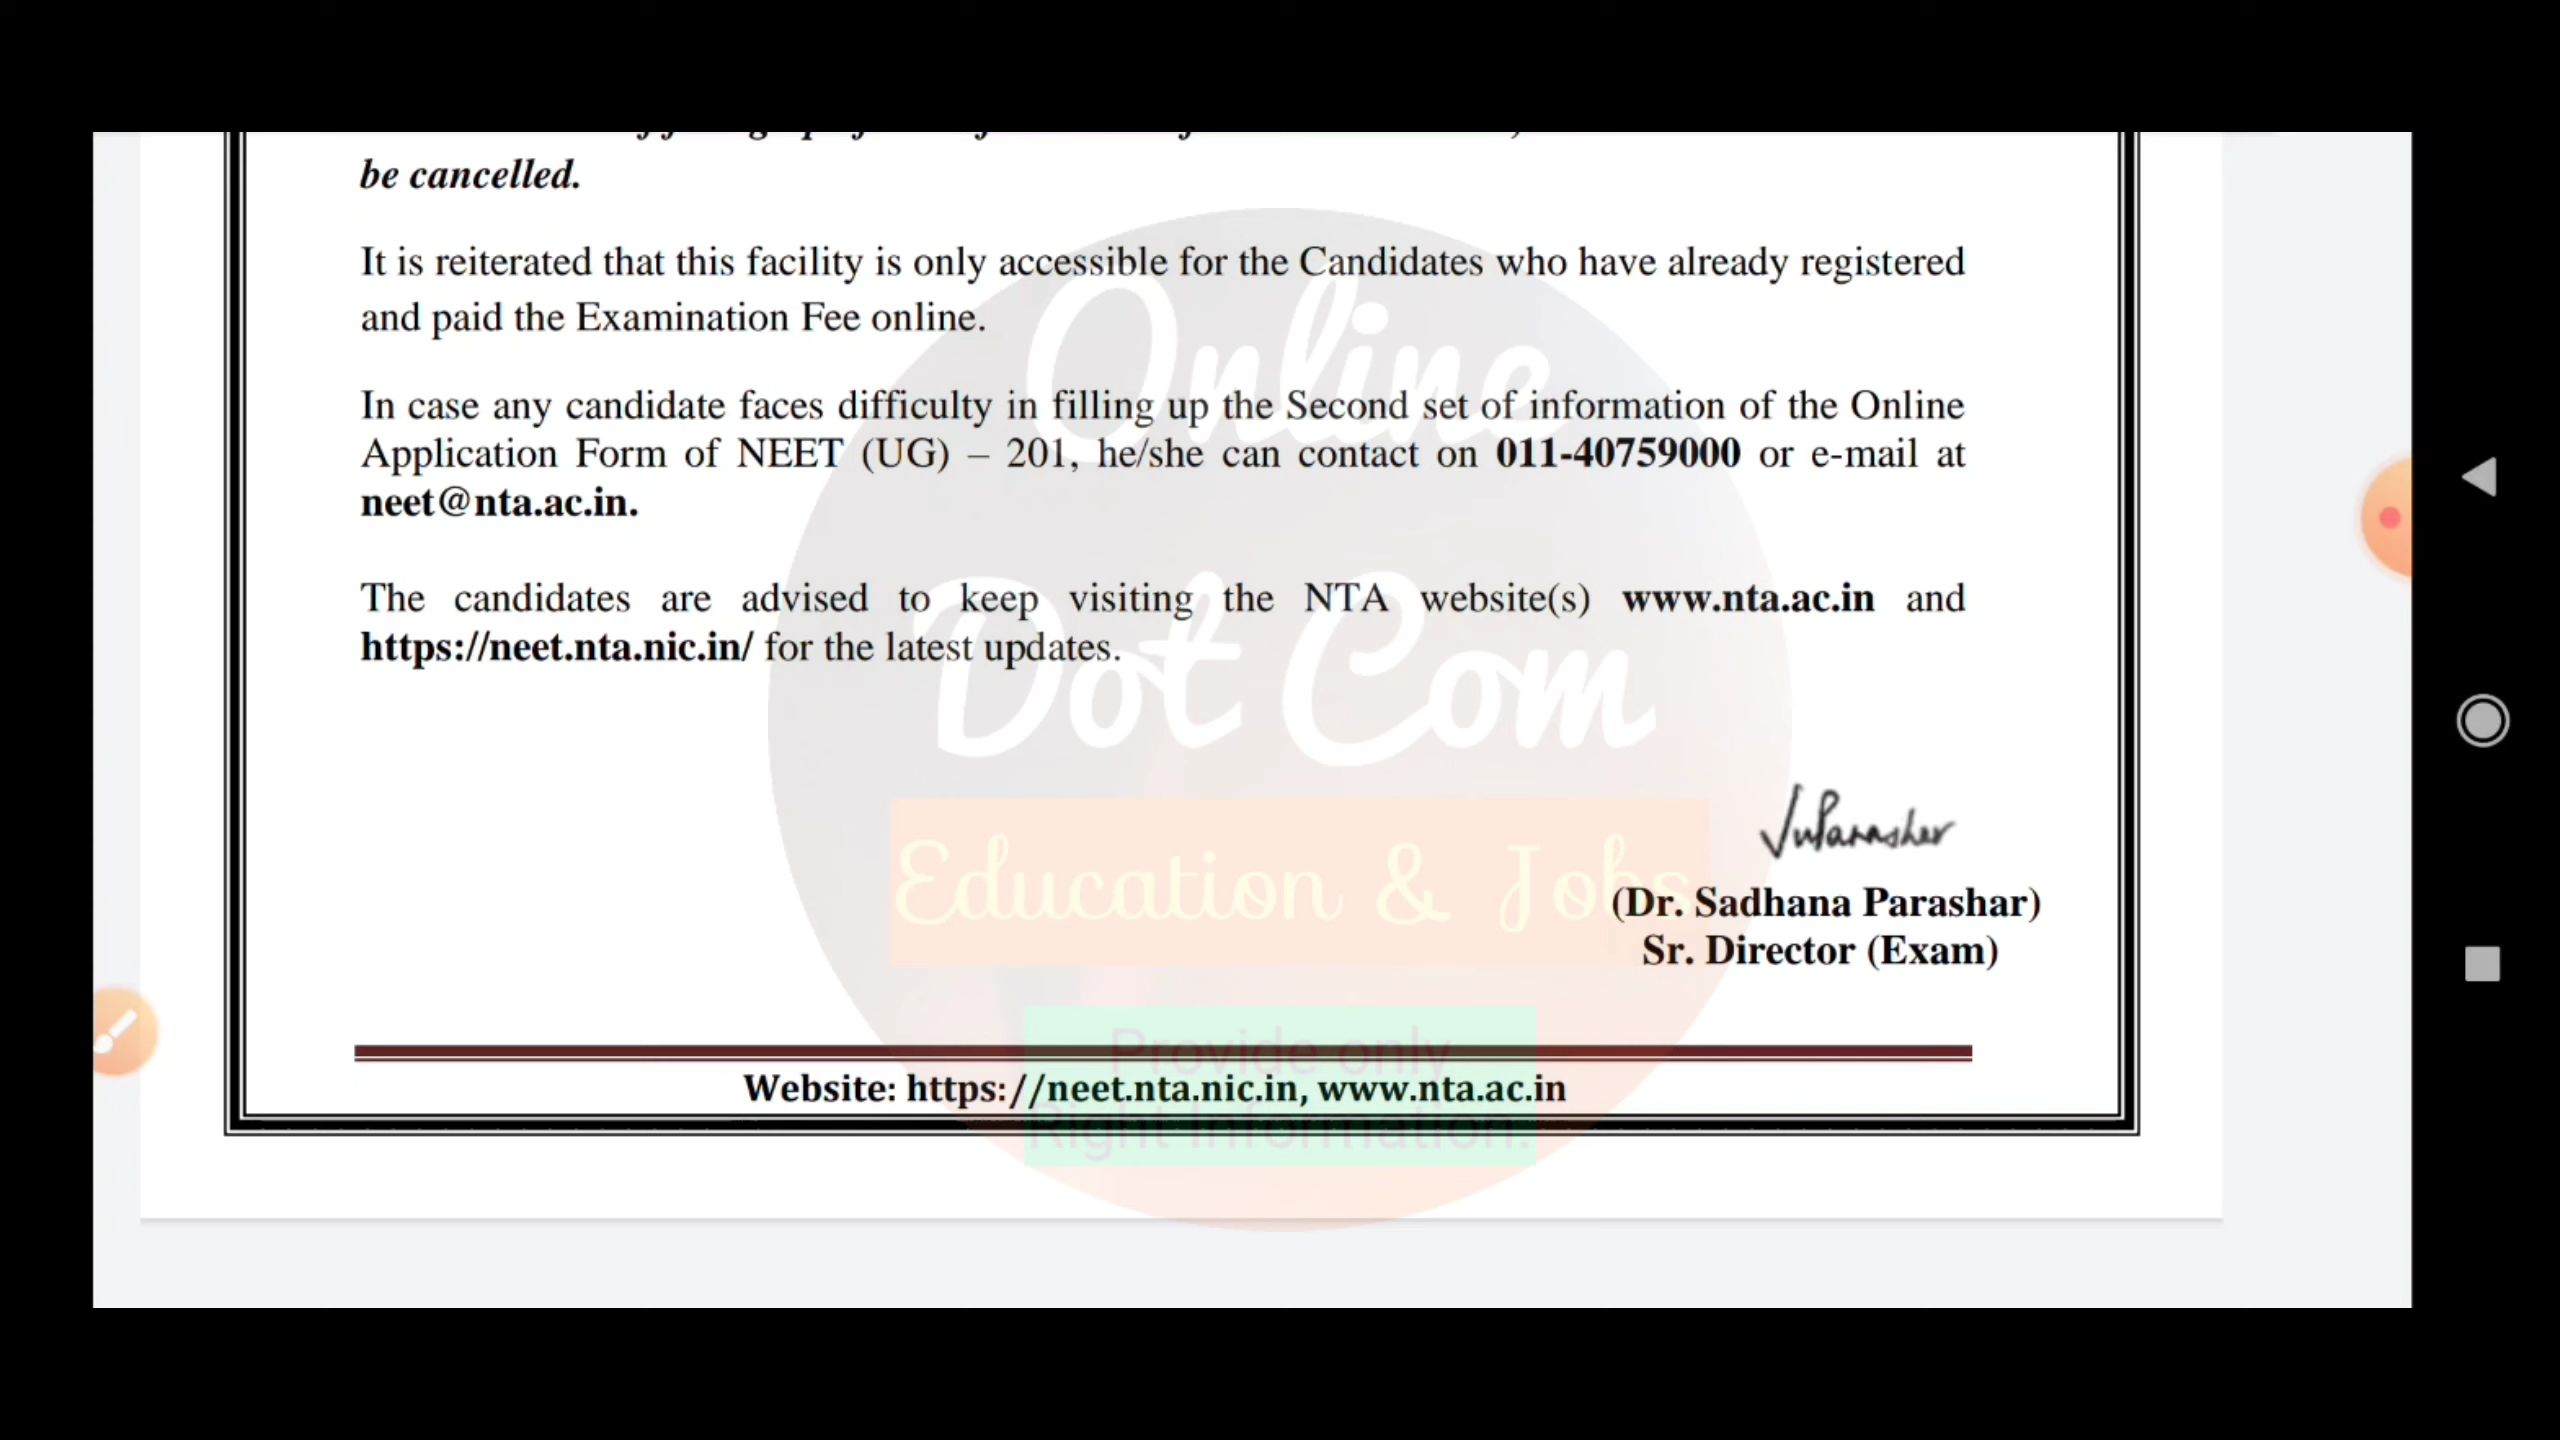 be cancelled.
It is reiterated that this facility is only accessible for the Candidates who have already registered
and paid the Examination Fee online.
In case any candidate faces difficulty in filling up the Second set of information of the Online
Application Form of NEET (UG) – 201, he/she can contact on 011-40759000 or e-mail at
neet@nta.ac.in.
The candidates are advised to keep visiting the NTA website(s) www.nta.ac.in and
https://neet.nta.nic.in/ for the latest updates.
Online
Dot Com
Education & Jobs
(Dr. Sadhana Parashar)
Sr. Director (Exam)
Provide only
Website: https://neet.nta.nic.in, www.nta.ac.in
Right Information.